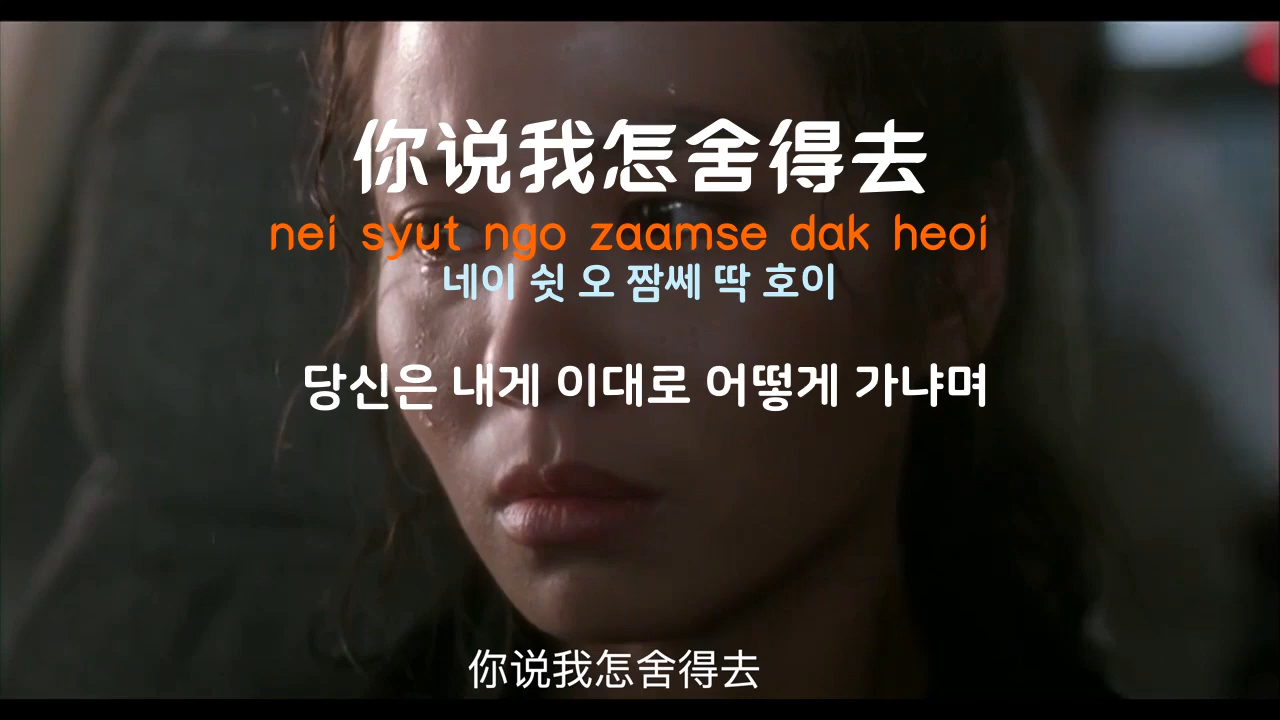 你说我怎舍得去
nei syut ngo zaamse dak heoi
네이 쉿 오 짬쎄 딱 호이
당신은 내게 이대로 어떻게 가냐며
你说我怎舍得去